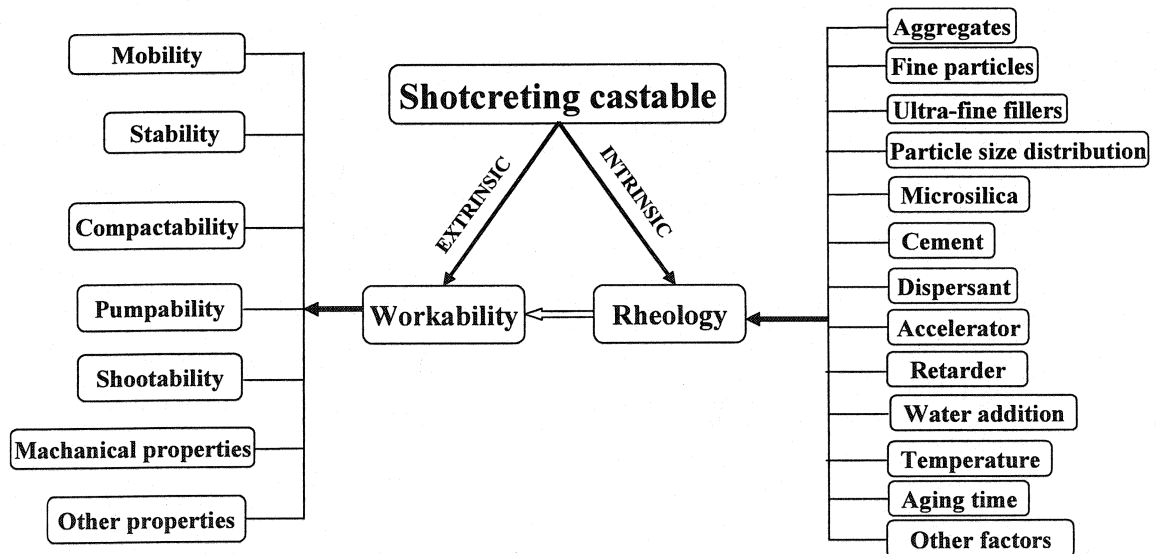 Shotcreting castable
EXTRINSIC
INTRINSIC
Workability
Rheology
Mobility
Stability
Compactability
Pumpability
Shootability
Machanical properties
Other properties
Aggregates
Fine particles
Ultra-fine fillers
Particle size distribution
Microsilica
Cement
Dispersant
Accelerator
Retarder
Water addition
Temperature
Aging time
Other factors